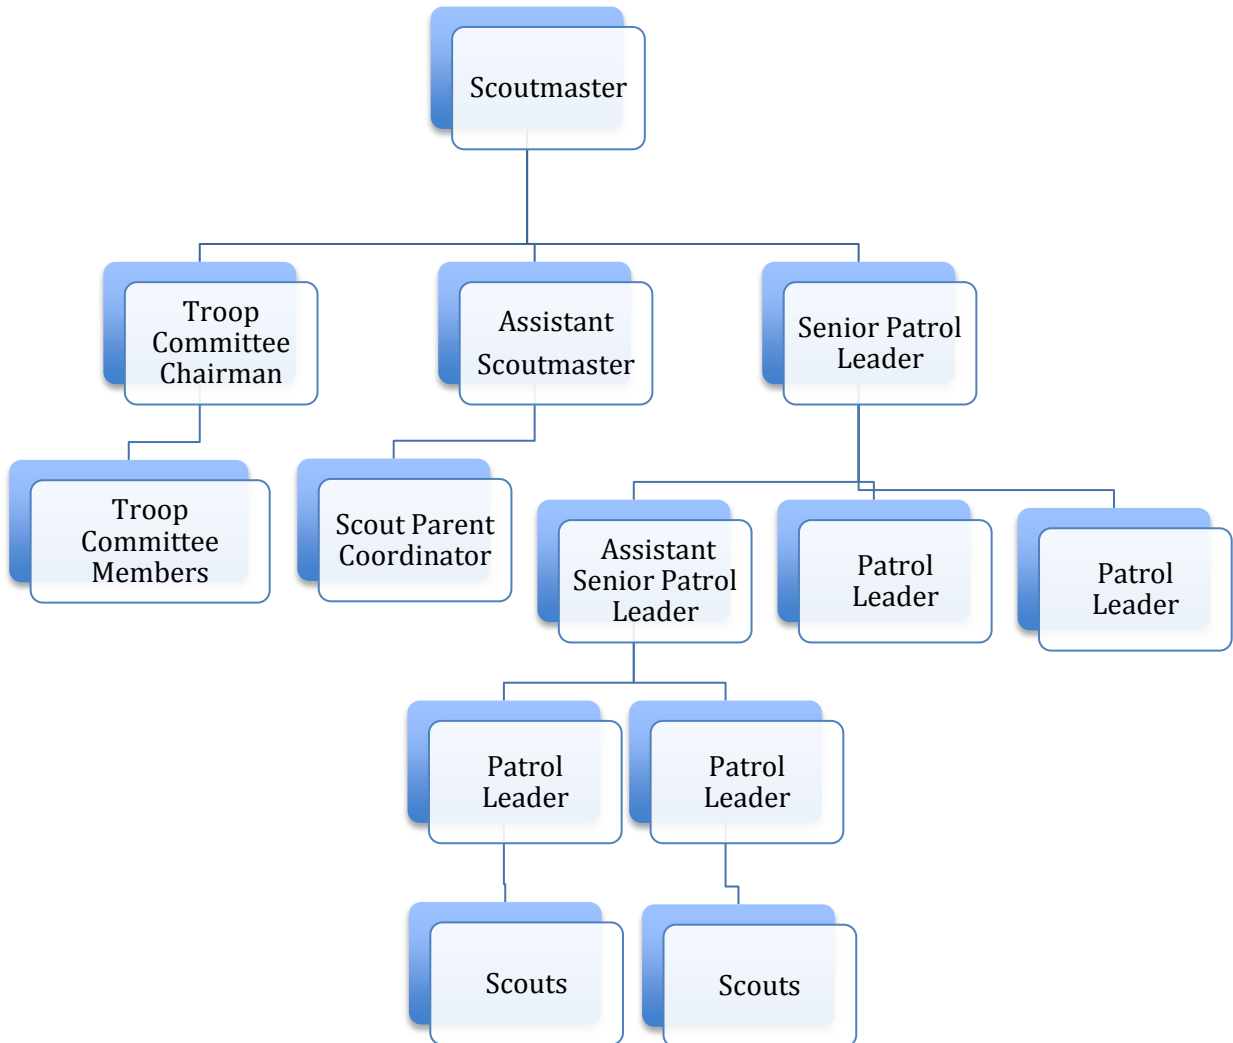 Scoutmaster
Troop
Committee
Chairman
Assistant
Scoutmaster
Senior Patrol
Leader
Troop
Committee
Members
Scout Parent
Coordinator
Assistant
Senior Patrol
Leader
Patrol
Leader
Patrol
Leader
Patrol
Leader
Patrol
Leader
Scouts
Scouts